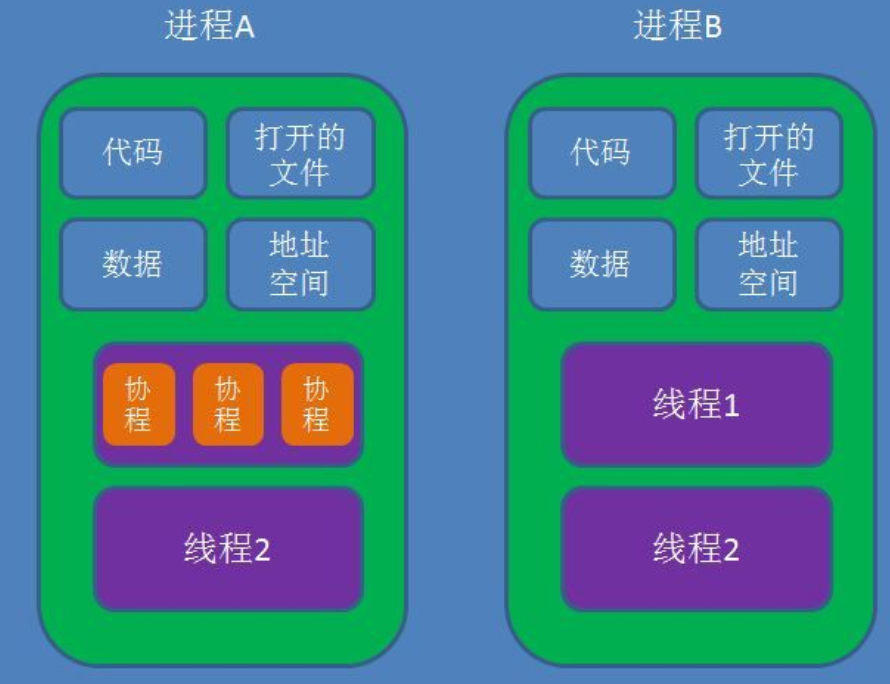 进程A
进程B
代码
打开的
文件
数据
地址
空间
协
程
协
程
协
程
线程2
代码
打开的
文件
数据
地址
空间
线程1
线程2